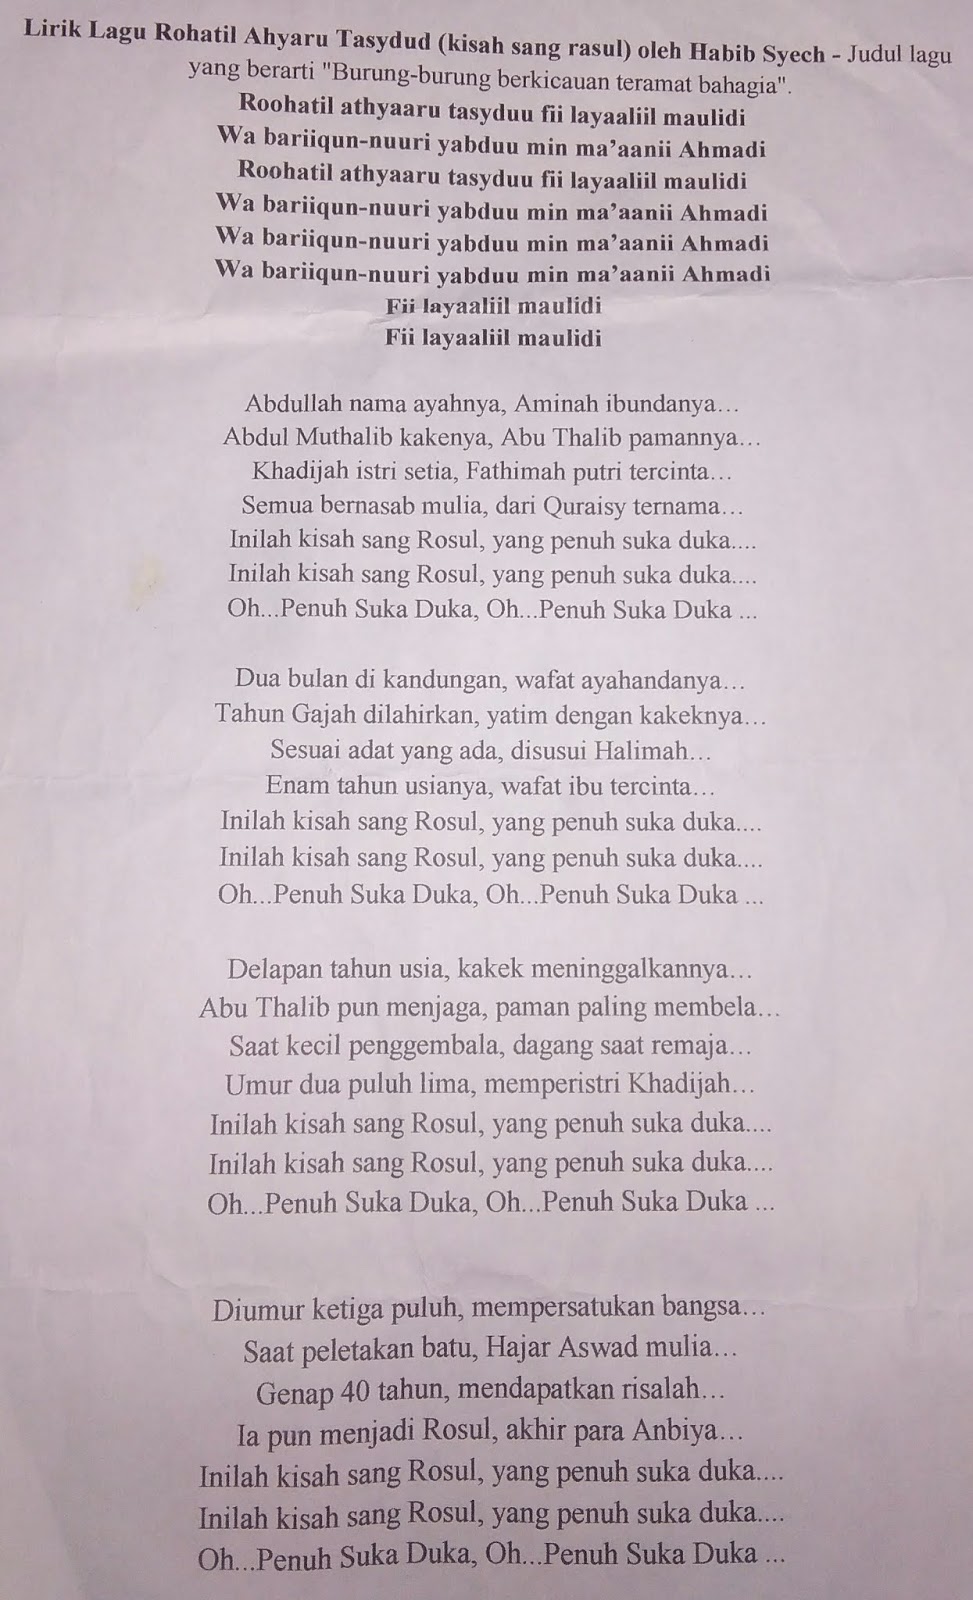 Lirik Lagu Rohatil Ahyaru Tasydud (kisah sang rasul) oleh Habib Syech - Judul lagu
yang berarti "Burung-burung berkicauan teramat bahagia".
Roohatil athyaaru tasyduu fii layaaliil maulidi
Wa bariiqun-nuuri yabduu min ma'aanii Ahmadi
Roohatil athyaaru tasyduu fii layaaliil maulidi
Wa bariiqun-nuuri yabduu min ma'aanii Ahmadi
Wa bariiqun-nuuri yabduu min ma'aanii Ahmadi
Wa bariiqun-nuuri yabduu min ma'aanii Ahmadi
Fii layaaliil maulidi
Fii layaaliil maulidi
Abdullah nama ayahnya, Aminah ibundanya…
Abdul Muthalib kakenya, Abu Thalib pamannya…
Khadijah istri setia, Fathimah putri tercinta…
Semua bernasab mulia, dari Quraisy ternama…
Inilah kisah sang Rosul, yang penuh suka duka....
Inilah kisah sang Rosul, yang penuh suka duka....
Oh...Penuh Suka Duka, Oh...Penuh Suka Duka ...
Dua bulan di kandungan, wafat ayahandanya…
Tahun Gajah dilahirkan, yatim dengan kakeknya…
Sesuai adat yang ada, disusui Halimah…
Enam tahun usianya, wafat ibu tercinta…
Inilah kisah sang Rosul, yang penuh suka duka....
Inilah kisah sang Rosul, yang penuh suka duka....
Oh...Penuh Suka Duka, Oh...Penuh Suka Duka ...
Delapan tahun usia, kakek meninggalkannya…
Abu Thalib pun menjaga, paman paling membela…
Saat kecil penggembala, dagang saat remaja…
Umur dua puluh lima, memperistri Khadijah…
Inilah kisah sang Rosul, yang penuh suka duka....
Inilah kisah sang Rosul, yang penuh suka duka....
Oh...Penuh Suka Duka, Oh...Penuh Suka Duka ...
Diumur ketiga puluh, mempersatukan bangsa…
Saat peletakan batu, Hajar Aswad mulia…
Genap 40 tahun, mendapatkan risalah…
Ia pun menjadi Rosul, akhir para Anbiya…
Inilah kisah sang Rosul, yang penuh suka duka....
Inilah kisah sang Rosul, yang penuh suka duka....
Oh...Penuh Suka Duka, Oh...Penuh Suka Duka ...